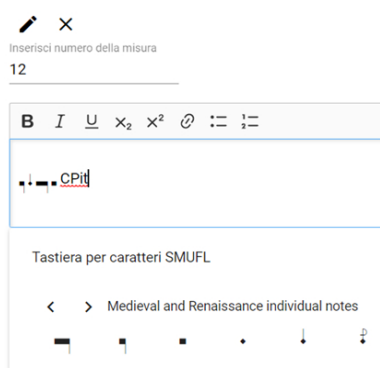 Inserisci numero della misura
12
B I U X₂ X²
CPit
Tastiera per caratteri SMUFL
Medieval and Renaissance individual notes